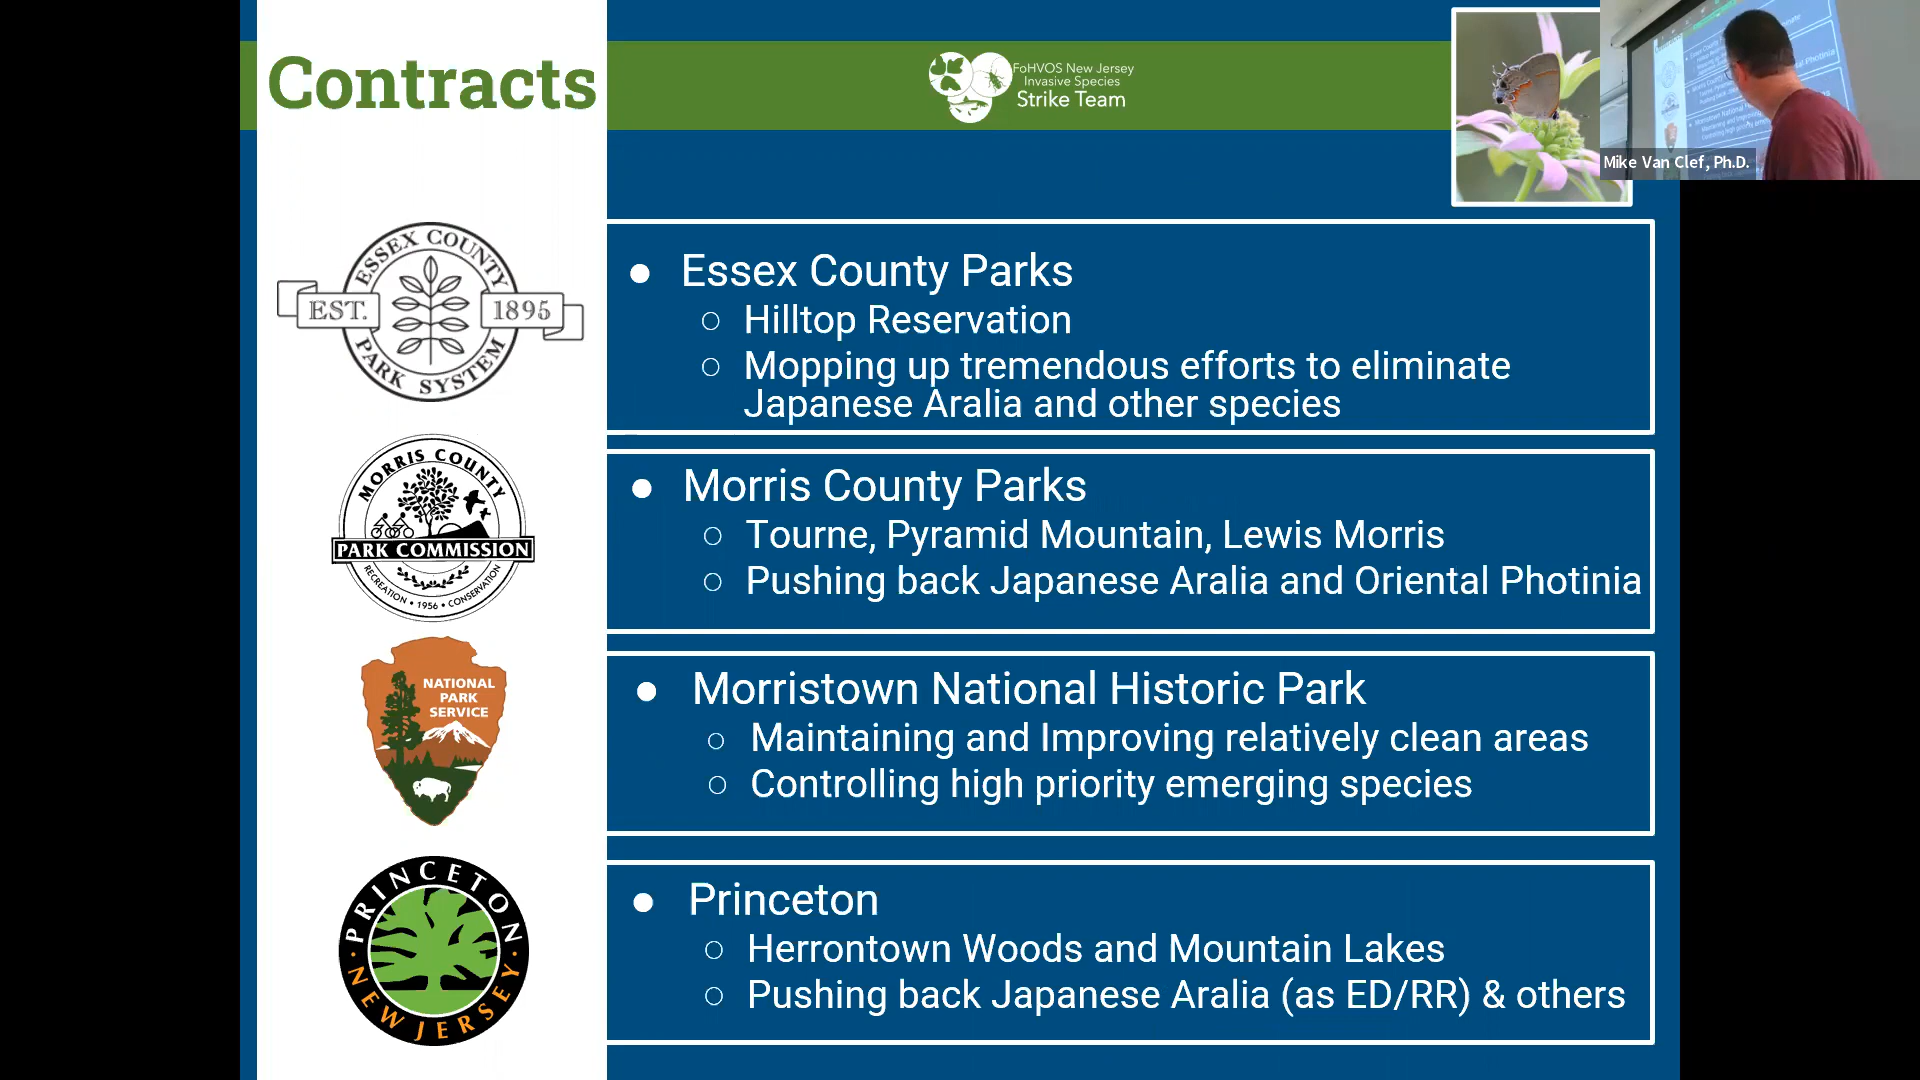 Contracts
FoHVOS New Jersey
Invasive Species
Strike Team
Mike Van Clef, Ph.D.
ESSEX COUNTY
EST. 1895
PARK SYSTEM
● Essex County Parks
○ Hilltop Reservation
○ Mopping up tremendous efforts to eliminate
Japanese Aralia and other species
MORRIS COUNTY
PARK COMMISSION
RECREATION • 1956 • CONSERVATION
● Morris County Parks
○ Tourne, Pyramid Mountain, Lewis Morris
○ Pushing back Japanese Aralia and Oriental Photinia
NATIONAL
PARK
SERVICE
● Morristown National Historic Park
○ Maintaining and Improving relatively clean areas
○ Controlling high priority emerging species
PRINCETON
• NEW JERSEY •
● Princeton
○ Herrontown Woods and Mountain Lakes
○ Pushing back Japanese Aralia (as ED/RR) & others